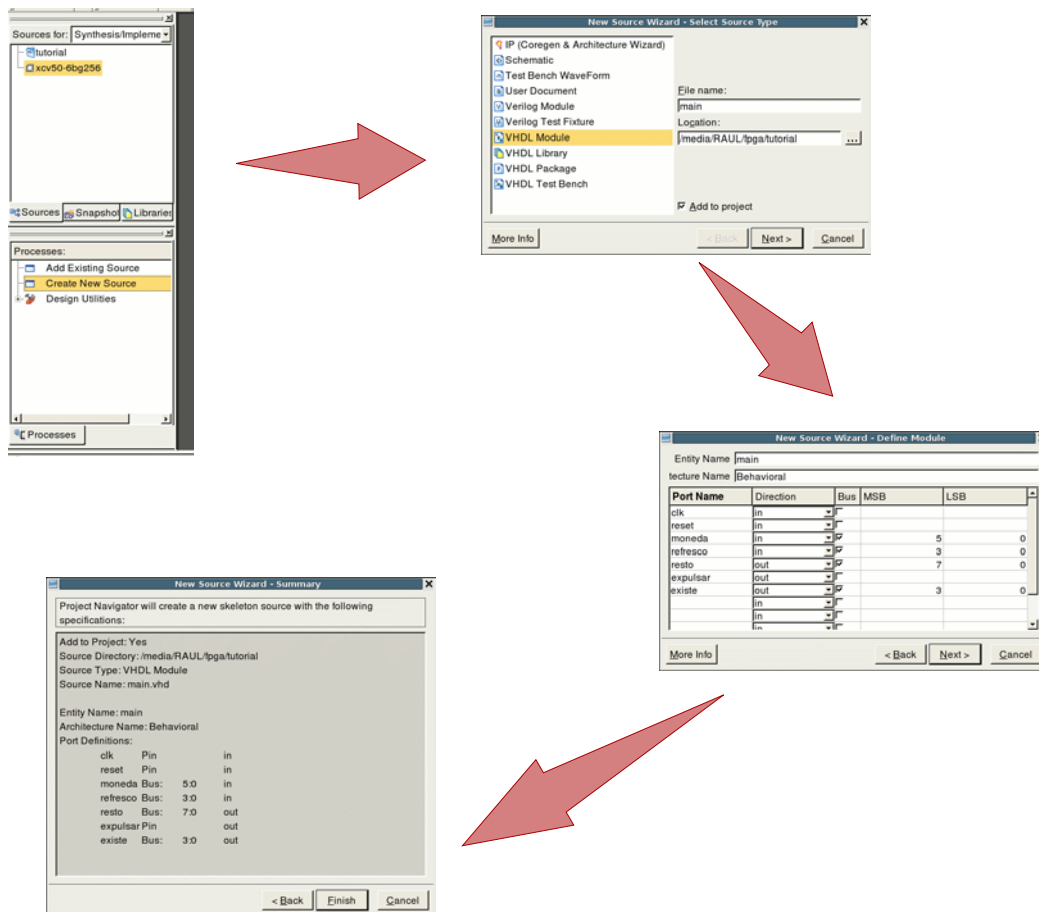 Sources for: Synthesis/Impleme
tutorial
xcv50-6bg256
Sources Snapshot Libraries
Processes:
Add Existing Source
Create New Source
Design Utilities
Processes
New Source Wizard - Select Source Type
IP (Coregen & Architecture Wizard)
Schematic
Test Bench WaveForm
User Document
Verilog Module
Verilog Test Fixture
VHDL Module
VHDL Library
VHDL Package
VHDL Test Bench
File name:
main
Location:
/media/RAUL/fpga/tutorial
...
Add to project
More Info < Back Next > Cancel
New Source Wizard - Define Module
Entity Name main
tecture Name Behavioral
Port Name Direction Bus MSB LSB
clk in
reset in
moneda in 5 0
refresco in 3 0
resto out 7 0
expulsar out
existe out 3 0
in
in
in
More Info < Back Next > Cancel
New Source Wizard - Summary
Project Navigator will create a new skeleton source with the following
specifications:
Add to Project: Yes
Source Directory: /media/RAUL/fpga/tutorial
Source Type: VHDL Module
Source Name: main.vhd
Entity Name: main
Architecture Name: Behavioral
Port Definitions:
clk Pin in
reset Pin in
moneda Bus: 5:0 in
refresco Bus: 3:0 in
resto Bus: 7:0 out
expulsar Pin out
existe Bus: 3:0 out
< Back Finish Cancel